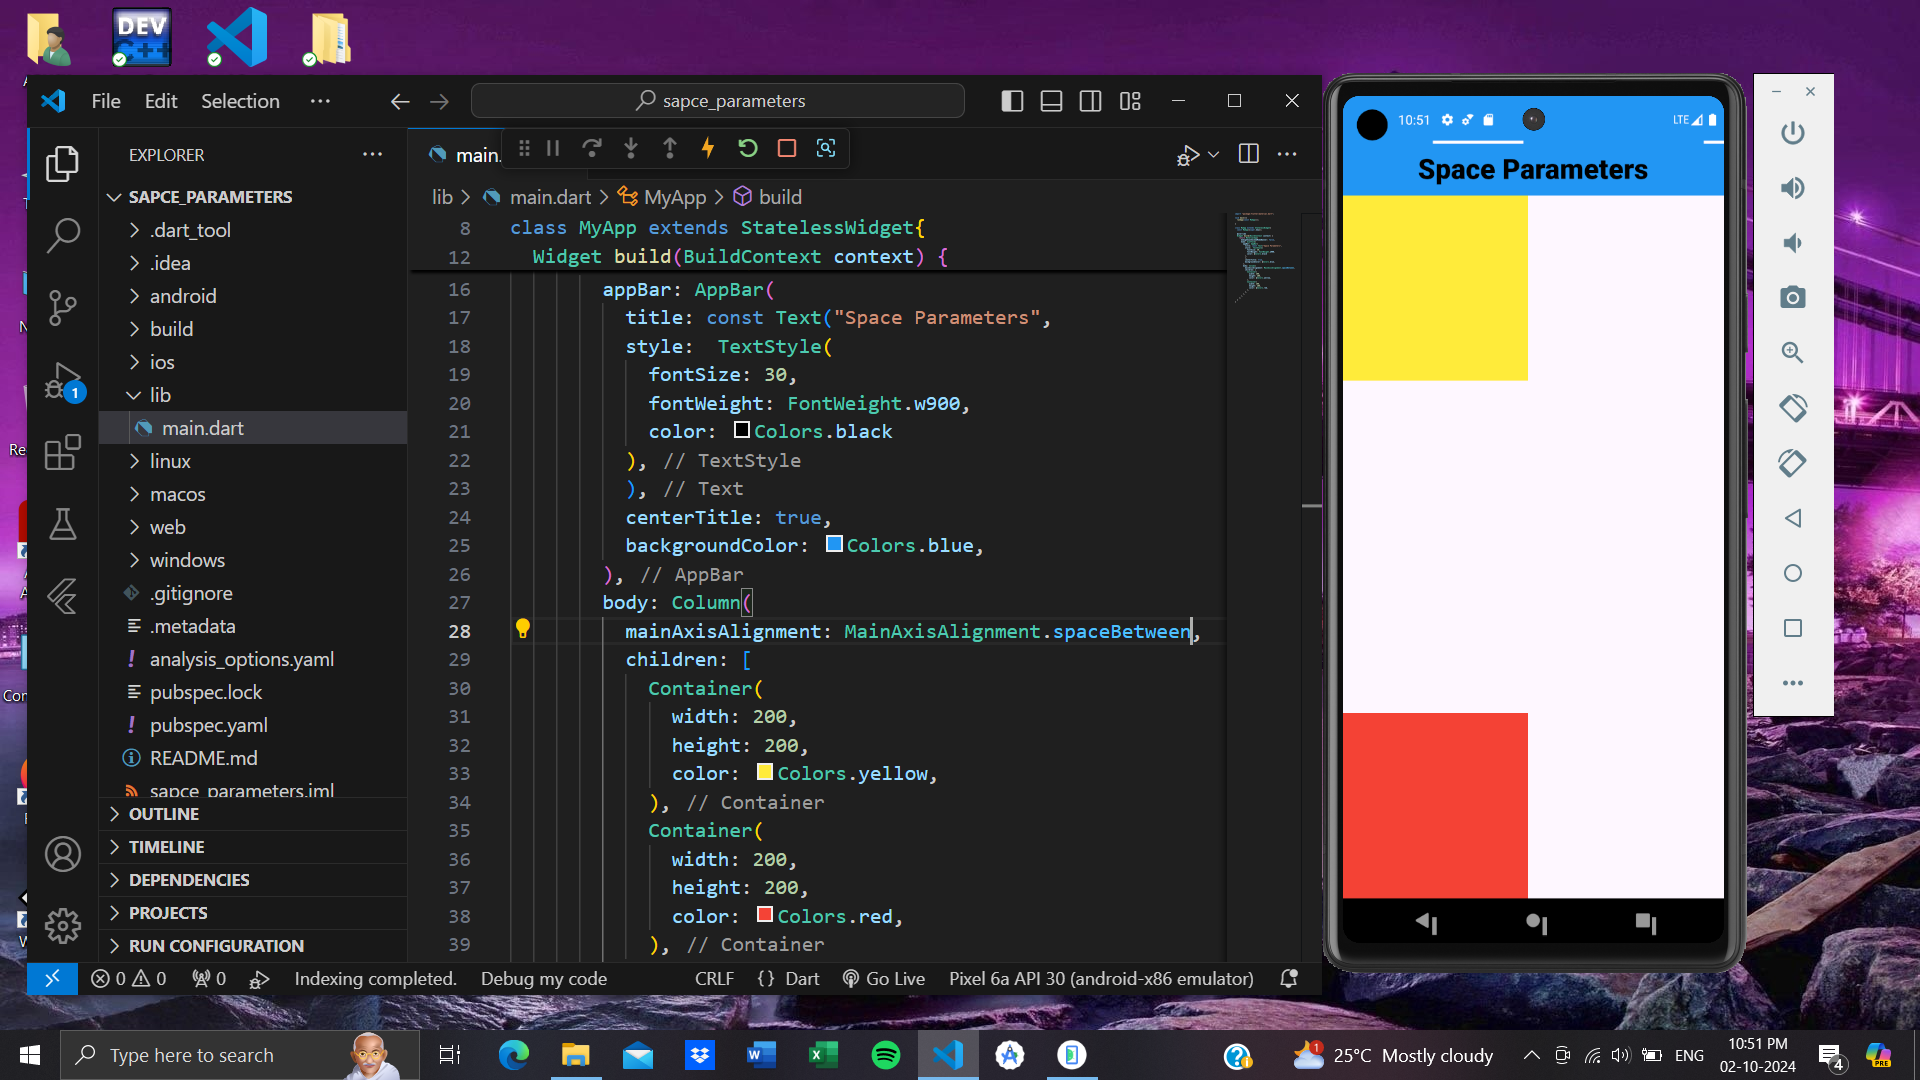 DEV
C++
File Edit Selection ···
sapce_parameters
EXPLORER
SAPCE_PARAMETERS
.dart_tool
.idea
android
build
ios
lib
main.dart
linux
macos
web
windows
.gitignore
.metadata
! analysis_options.yaml
pubspec.lock
! pubspec.yaml
README.md
sapce_parameters.iml
OUTLINE
TIMELINE
DEPENDENCIES
PROJECTS
RUN CONFIGURATION
1
main.
lib > main.dart > MyApp > build
8 class MyApp extends StatelessWidget{
12 Widget build(BuildContext context) {
16 appBar: AppBar(
17 title: const Text("Space Parameters",
18 style:  TextStyle(
19 fontSize: 30,
20 fontWeight: FontWeight.w900,
21 color: Colors.black
22 ), // TextStyle
23 ), // Text
24 centerTitle: true,
25 backgroundColor: Colors.blue,
26 ), // AppBar
27 body: Column(
28 mainAxisAlignment: MainAxisAlignment.spaceBetween,
29 children: [
30 Container(
31 width: 200,
32 height: 200,
33 color: Colors.yellow,
34 ), // Container
35 Container(
36 width: 200,
37 height: 200,
38 color: Colors.red,
39 ), // Container
0 0 0 Indexing completed. Debug my code CRLF {} Dart Go Live Pixel 6a API 30 (android-x86 emulator)
10:51 LTE
Space Parameters
Re
Cor
Type here to search
1 25°C Mostly cloudy
ENG
10:51 PM
02-10-2024
4
PRE